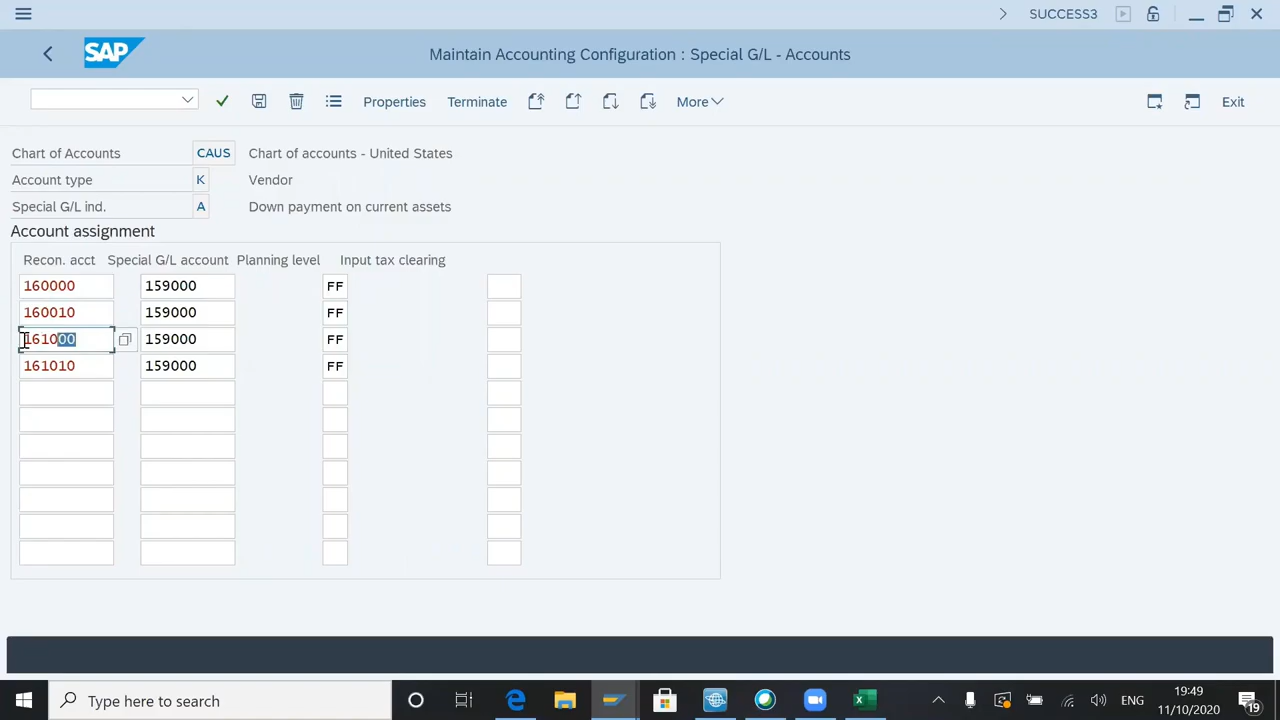 SUCCESS3
SAP
Maintain Accounting Configuration : Special G/L - Accounts
Properties
Terminate
More
Exit
Chart of Accounts CAUS Chart of accounts - United States
Account type K Vendor
Special G/L ind. A Down payment on current assets
Account assignment
Recon. acct Special G/L account Planning level Input tax clearing
160000 159000 FF
160010 159000 FF
161000 159000 FF
161010 159000 FF
Type here to search
ENG
19:49
11/10/2020
19